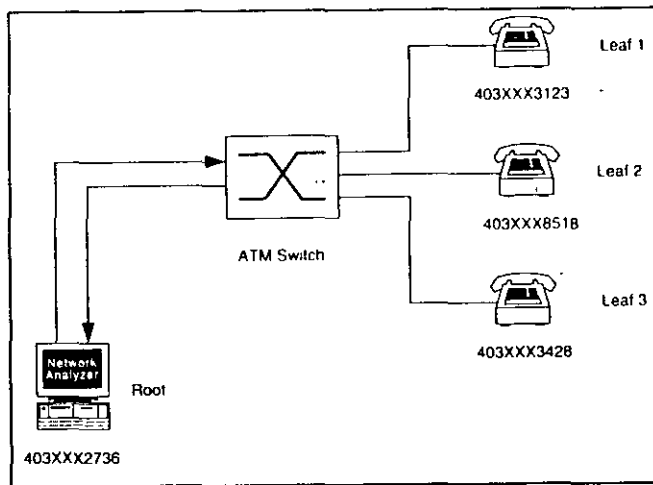 Leaf 1
403XXX3123
Leaf 2
403XXX8518
ATM Switch
Leaf 3
403XXX3428
Network
Analyzer
Root
403XXX2736